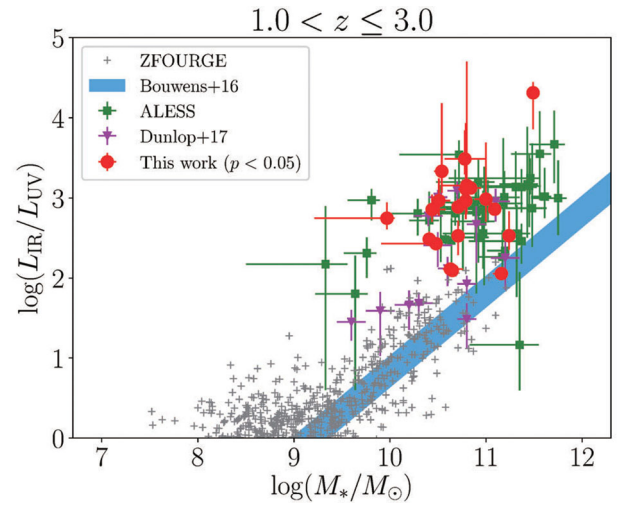 1.0 < z ≤ 3.0
5
4
3
2
1
0
log(L_IR/L_UV)
ZFOURGE
Bouwens+16
ALESS
Dunlop+17
This work (p < 0.05)
7 8 9 10 11 12
log(M_*/M_⊙)